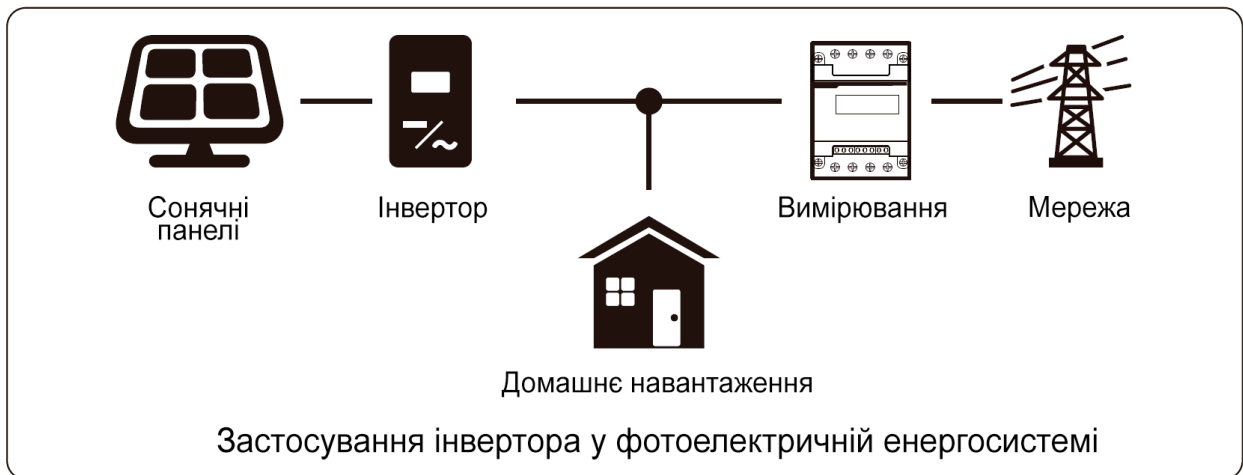 Сонячні
панелі
Інвертор
Вимірювання
Мережа
Домашнє навантаження
Застосування інвертора у фотоелектричній енергосистемі